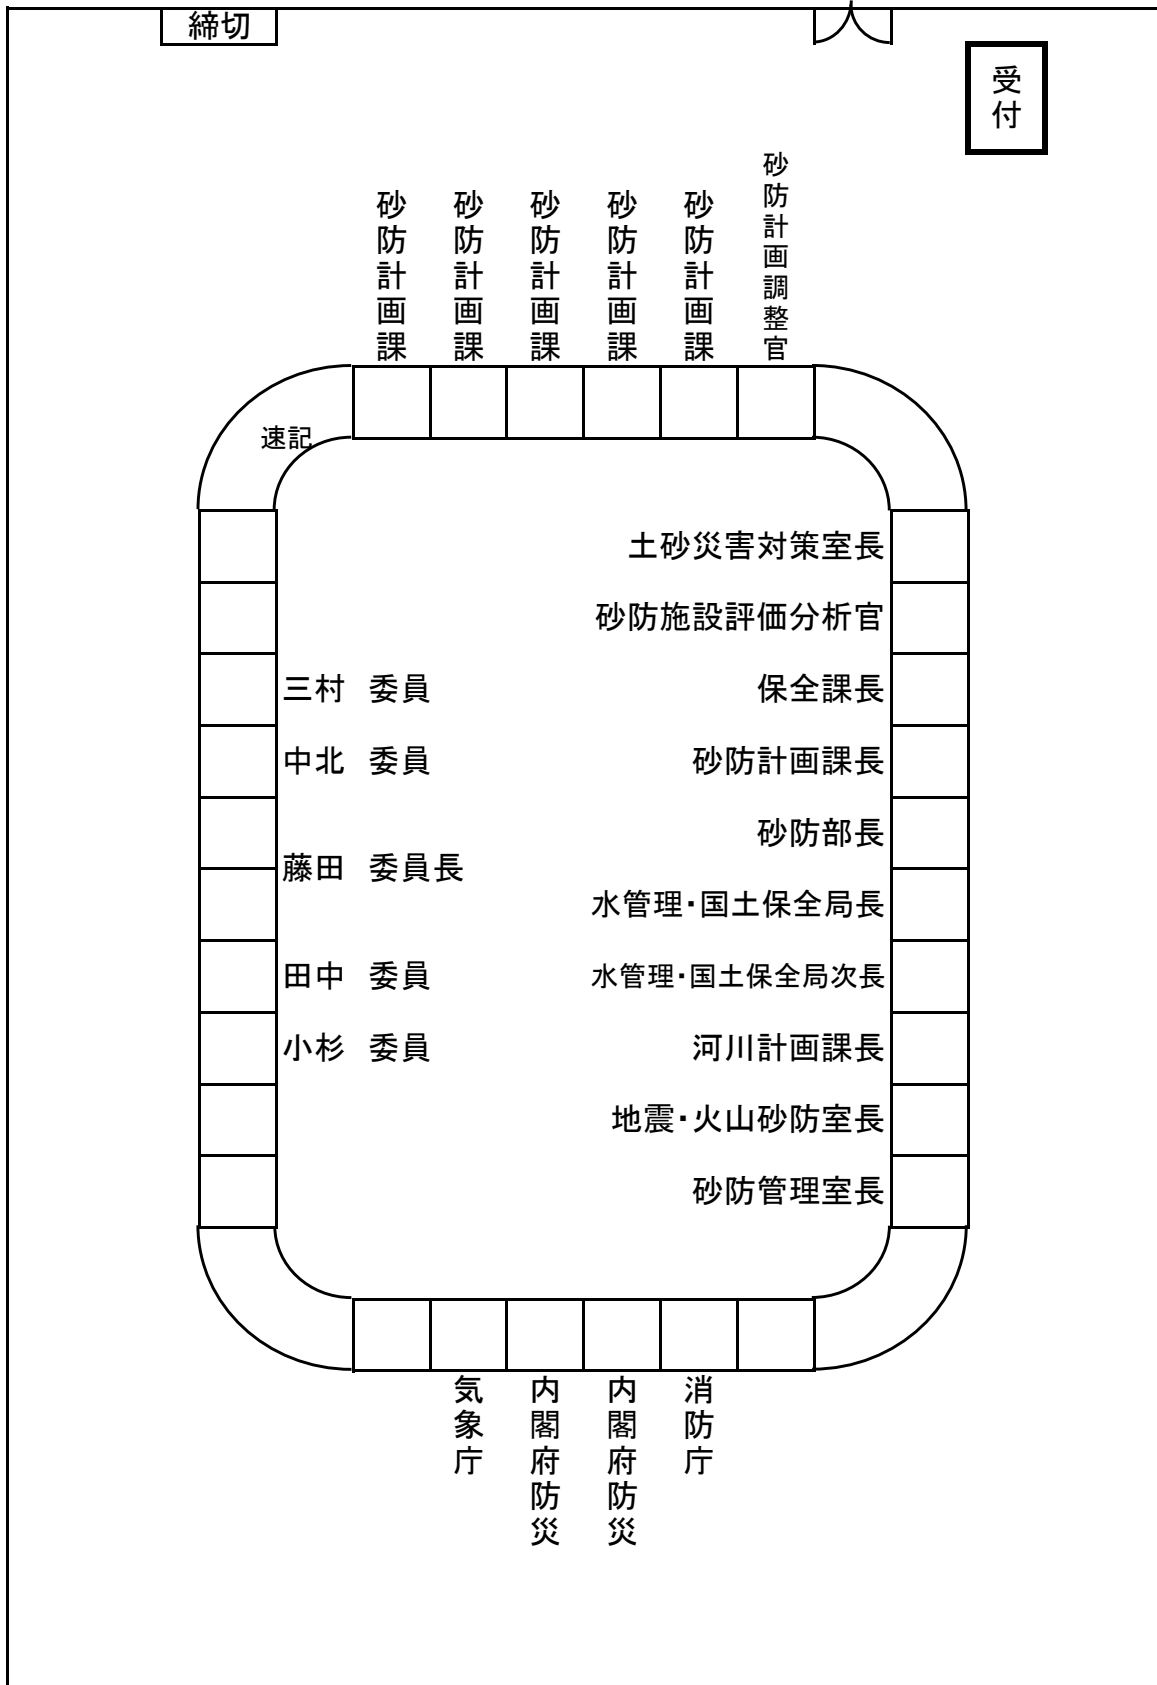 締切
受付
砂防計画課
砂防計画課
砂防計画課
砂防計画課
砂防計画課
砂防計画調整官
速記
土砂災害対策室長
砂防施設評価分析官
三村 委員
保全課長
中北 委員
砂防計画課長
砂防部長
藤田 委員長
水管理・国土保全局長
田中 委員
水管理・国土保全局次長
小杉 委員
河川計画課長
地震・火山砂防室長
砂防管理室長
気象庁
内閣府防災
内閣府防災
消防庁